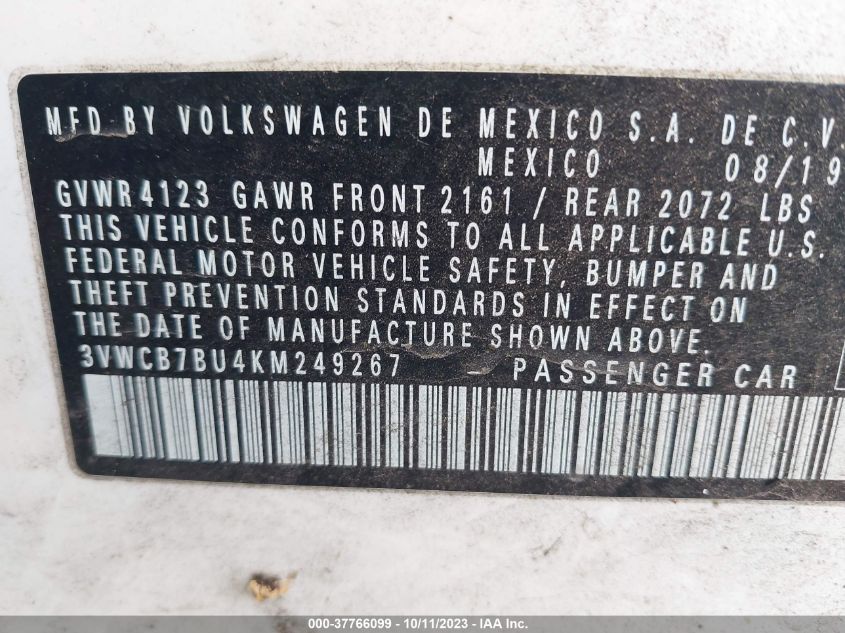 MFD BY VOLKSWAGEN DE MEXICO S.A. DE C.V.
MEXICO 08/19
GVWR 4123 GAWR FRONT 2161 / REAR 2072 LBS
THIS VEHICLE CONFORMS TO ALL APPLICABLE U.S.
FEDERAL MOTOR VEHICLE SAFETY, BUMPER AND
THEFT PREVENTION STANDARDS IN EFFECT ON
THE DATE OF MANUFACTURE SHOWN ABOVE.
3VWCB7BU4KM249267 - PASSENGER CAR
000-37766099 - 10/11/2023 - IAA Inc.